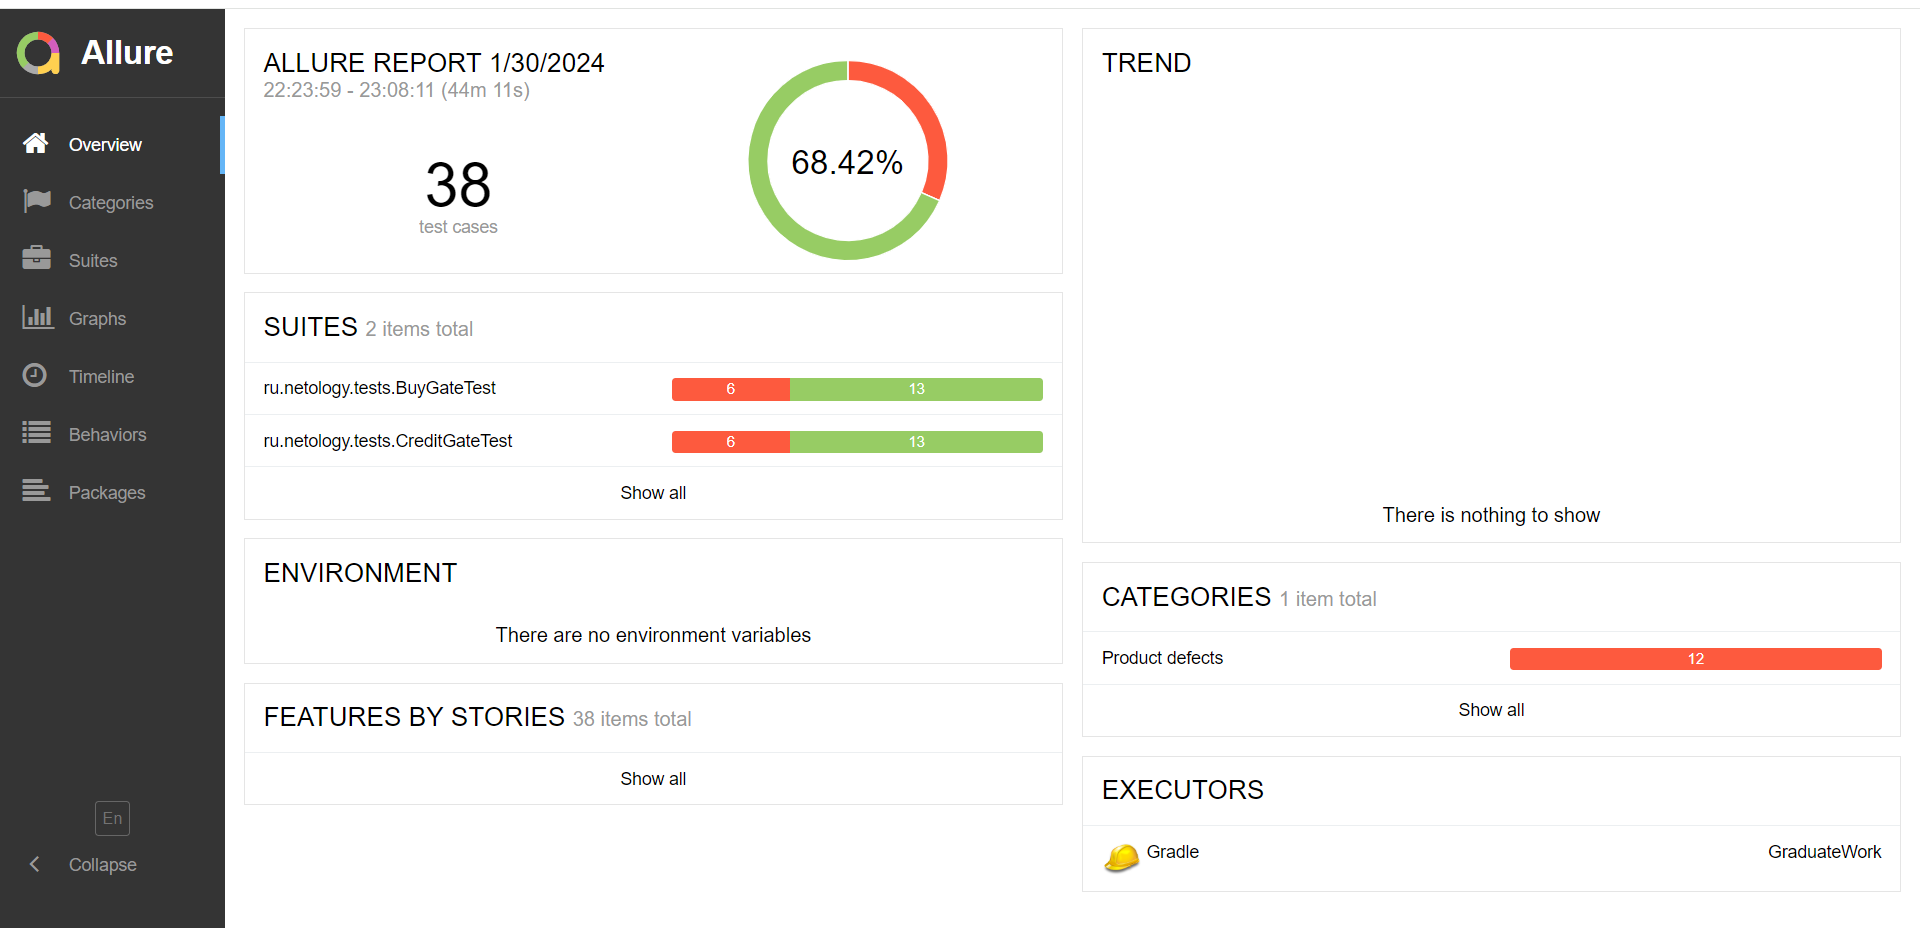 Allure
Overview
Categories
Suites
Graphs
Timeline
Behaviors
Packages
En
Collapse
ALLURE REPORT 1/30/2024
22:23:59 - 23:08:11 (44m 11s)
38
test cases
68.42%
SUITES 2 items total
ru.netology.tests.BuyGateTest 6 13
ru.netology.tests.CreditGateTest 6 13
Show all
ENVIRONMENT
There are no environment variables
FEATURES BY STORIES 38 items total
Show all
TREND
There is nothing to show
CATEGORIES 1 item total
Product defects 12
Show all
EXECUTORS
Gradle GraduateWork